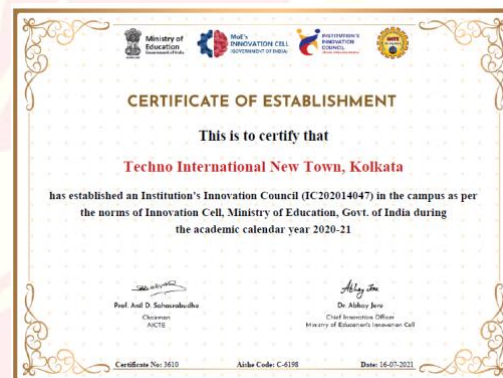 Ministry of
Education
Government of India
MoE's
INNOVATION CELL
(GOVERNMENT OF INDIA)
INSTITUTION'S
INNOVATION
COUNCIL
CERTIFICATE OF ESTABLISHMENT
This is to certify that
Techno International New Town, Kolkata
has established an Institution's Innovation Council (IC202014047) in the campus as per
the norms of Innovation Cell, Ministry of Education, Govt. of India during
the academic calendar year 2020-21
Prof. Anil D. Sahasrabudhe
Chairman
AICTE
Dr. Abhay Jere
Chief Innovation Officer
Ministry of Education's Innovation Cell
Certificate No: 3610
Aishe Code: C-6198
Date: 16-07-2021